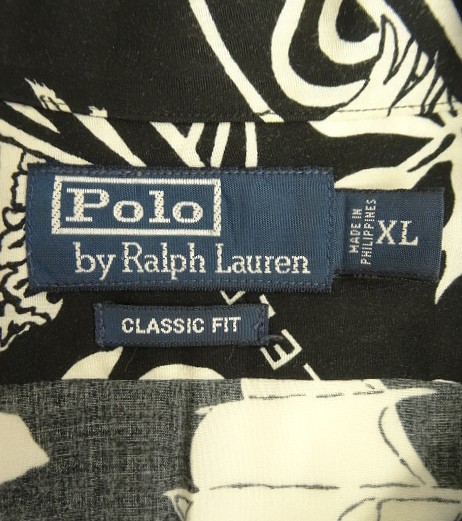 Polo
by Ralph Lauren
MADE IN
PHILIPPINES
XL
CLASSIC FIT